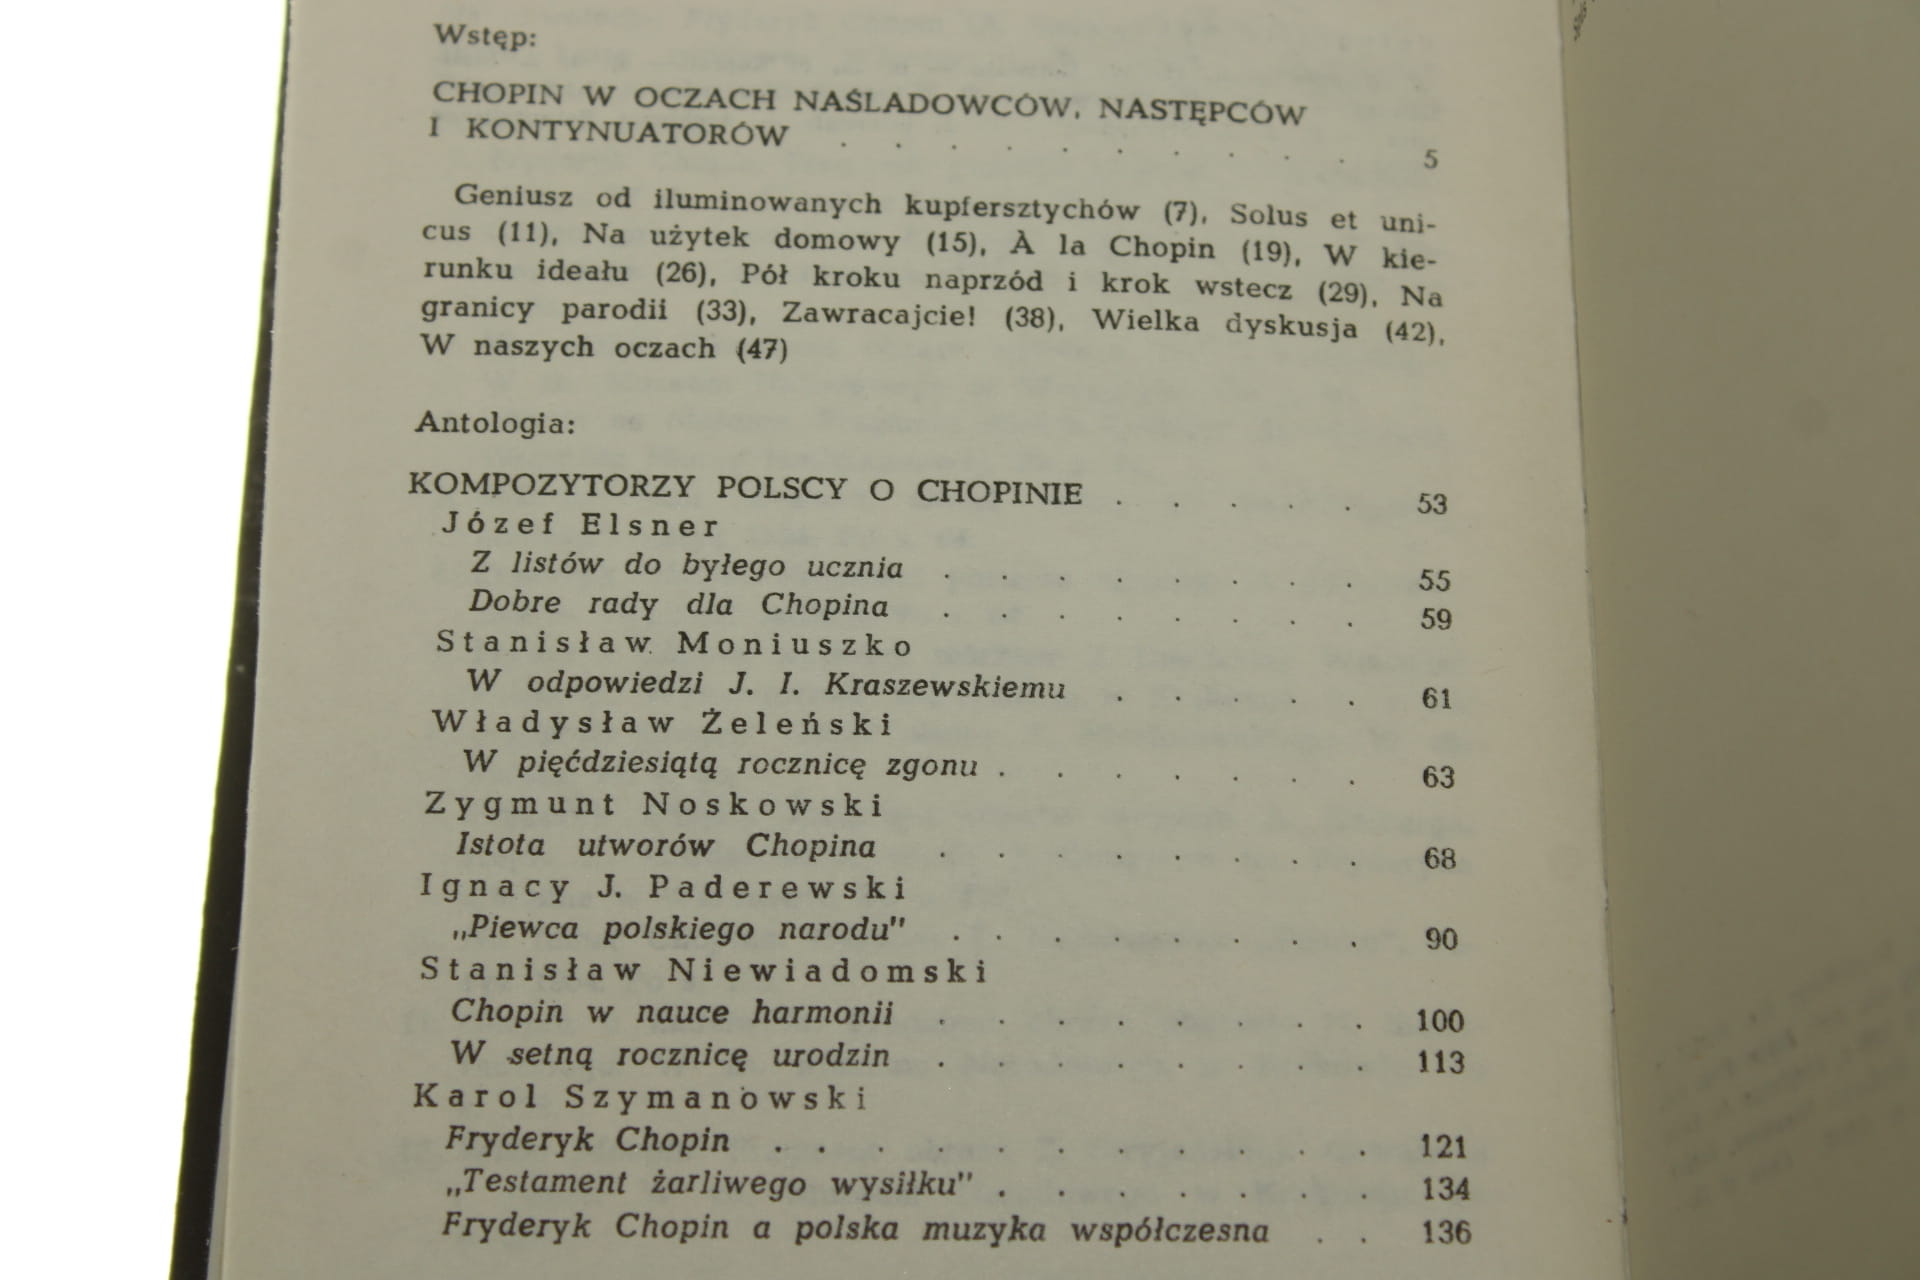 Wstęp:
CHOPIN W OCZACH NAŚLADOWCÓW, NASTĘPCÓW
I KONTYNUATORÓW . . . . . . . . . . 5
Geniusz od iluminowanych kupfersztychów (7), Solus et uni-
cus (11), Na użytek domowy (15), À la Chopin (19), W kie-
runku ideału (26), Pół kroku naprzód i krok wstecz (29), Na
granicy parodii (33), Zawracajcie! (38), Wielka dyskusja (42),
W naszych oczach (47)
Antologia:
KOMPOZYTORZY POLSCY O CHOPINIE . . . . . 53
Józef Elsner
Z listów do byłego ucznia . . . . . . . . 55
Dobre rady dla Chopina . . . . . . . . 59
Stanisław Moniuszko
W odpowiedzi J. I. Kraszewskiemu . . . . . 61
Władysław Żeleński
W pięćdziesiątą rocznicę zgonu . . . . . . . 63
Zygmunt Noskowski
Istota utworów Chopina . . . . . . . . 68
Ignacy J. Paderewski
„Piewca polskiego narodu" . . . . . . . . 90
Stanisław Niewiadomski
Chopin w nauce harmonii . . . . . . . . 100
W setną rocznicę urodzin . . . . . . . . 113
Karol Szymanowski
Fryderyk Chopin . . . . . . . . . . . 121
„Testament żarliwego wysiłku" . . . . . . . 134
Fryderyk Chopin a polska muzyka współczesna . . 136